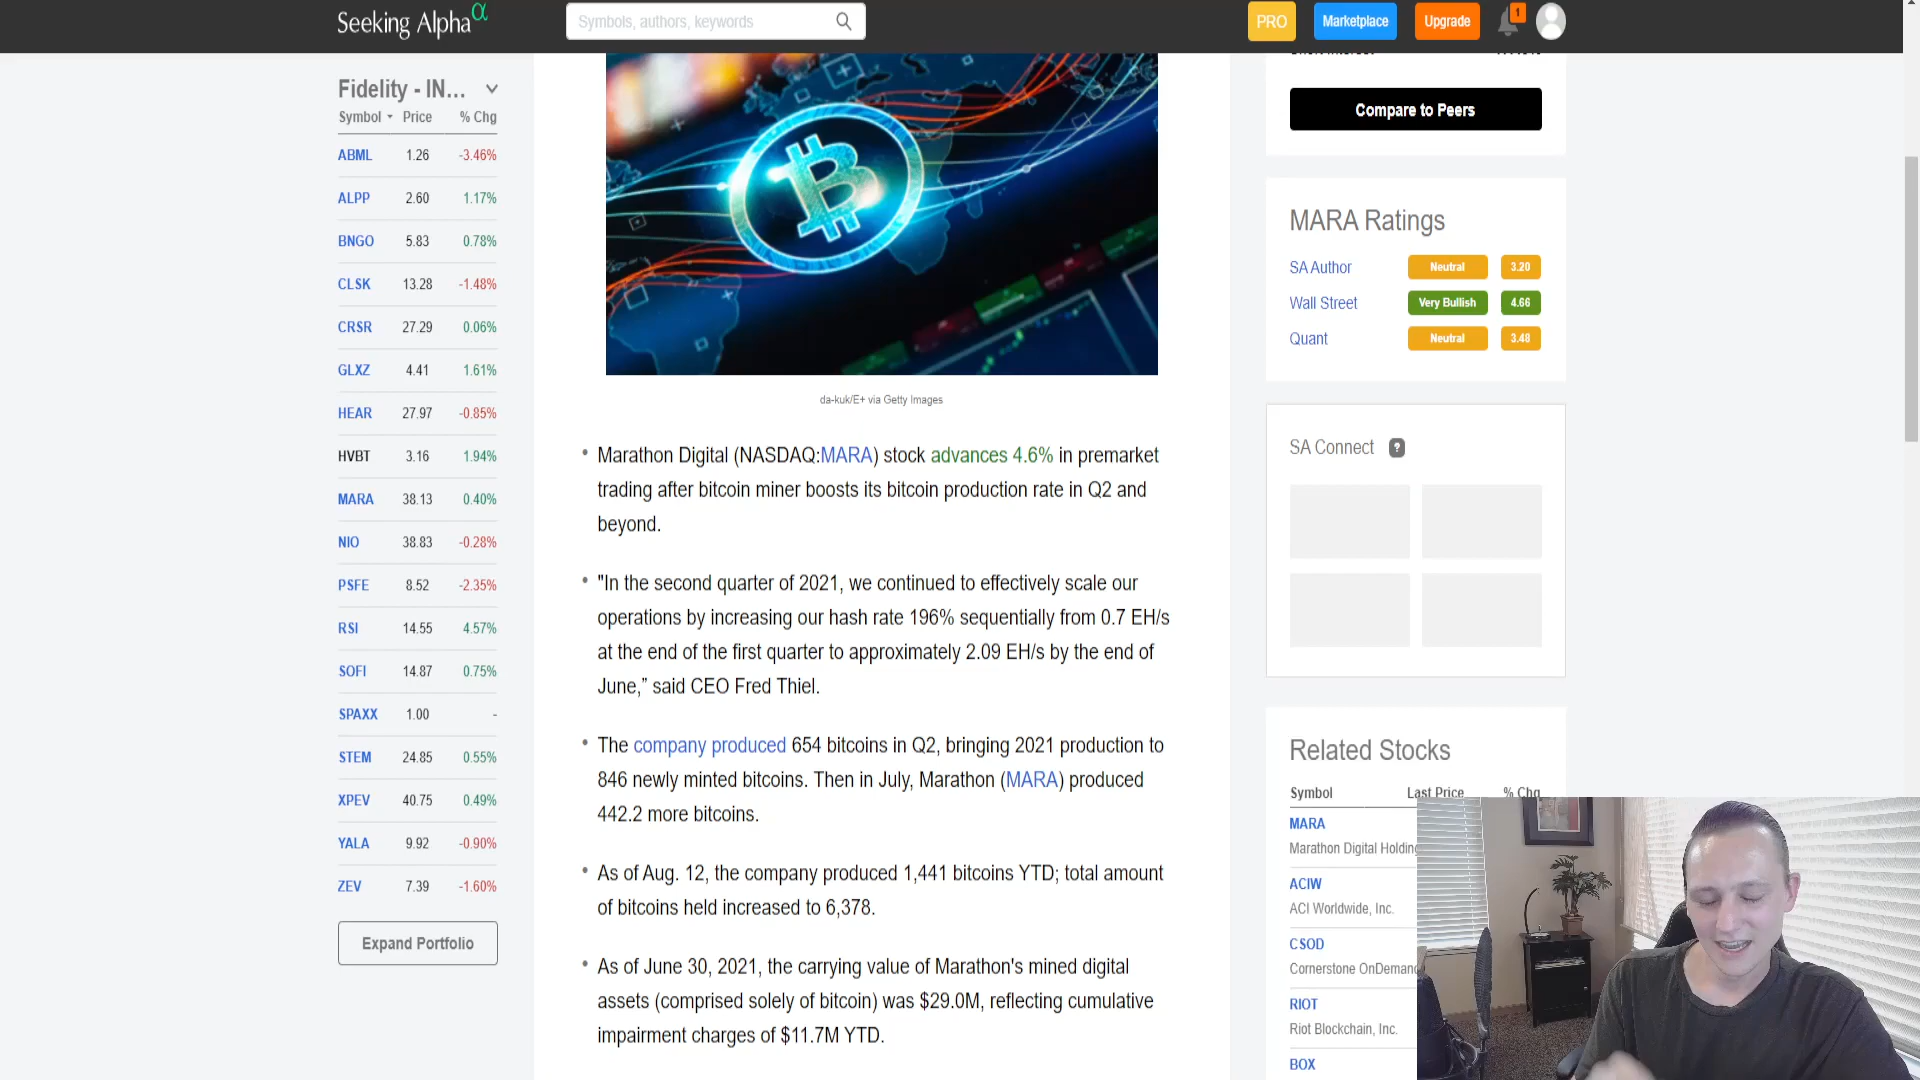 Seeking Alpha α
Symbols, authors, keywords
PRO
Marketplace
Upgrade
1
Fidelity - IN...
Symbol Price % Chg
ABML 1.26 -3.46%
ALPP 2.60 1.17%
BNGO 5.83 0.78%
CLSK 13.28 -1.48%
CRSR 27.29 0.06%
GLXZ 4.41 1.61%
HEAR 27.97 -0.85%
HVBT 3.16 1.94%
MARA 38.13 0.40%
NIO 38.83 -0.28%
PSFE 8.52 -2.35%
RSI 14.55 4.57%
SOFI 14.87 0.75%
SPAXX 1.00 -
STEM 24.85 0.55%
XPEV 40.75 0.49%
YALA 9.92 -0.90%
ZEV 7.39 -1.60%
Expand Portfolio
da-kuk/E+ via Getty Images
• Marathon Digital (NASDAQ:MARA) stock advances 4.6% in premarket
trading after bitcoin miner boosts its bitcoin production rate in Q2 and
beyond.
• "In the second quarter of 2021, we continued to effectively scale our
operations by increasing our hash rate 196% sequentially from 0.7 EH/s
at the end of the first quarter to approximately 2.09 EH/s by the end of
June,” said CEO Fred Thiel.
• The company produced 654 bitcoins in Q2, bringing 2021 production to
846 newly minted bitcoins. Then in July, Marathon (MARA) produced
442.2 more bitcoins.
• As of Aug. 12, the company produced 1,441 bitcoins YTD; total amount
of bitcoins held increased to 6,378.
• As of June 30, 2021, the carrying value of Marathon's mined digital
assets (comprised solely of bitcoin) was $29.0M, reflecting cumulative
impairment charges of $11.7M YTD.
Compare to Peers
MARA Ratings
SA Author Neutral 3.20
Wall Street Very Bullish 4.66
Quant Neutral 3.48
SA Connect ?
Related Stocks
Symbol Last Price % Chg
MARA
Marathon Digital Holding
ACIW
ACI Worldwide, Inc.
CSOD
Cornerstone OnDemand
RIOT
Riot Blockchain, Inc.
BOX